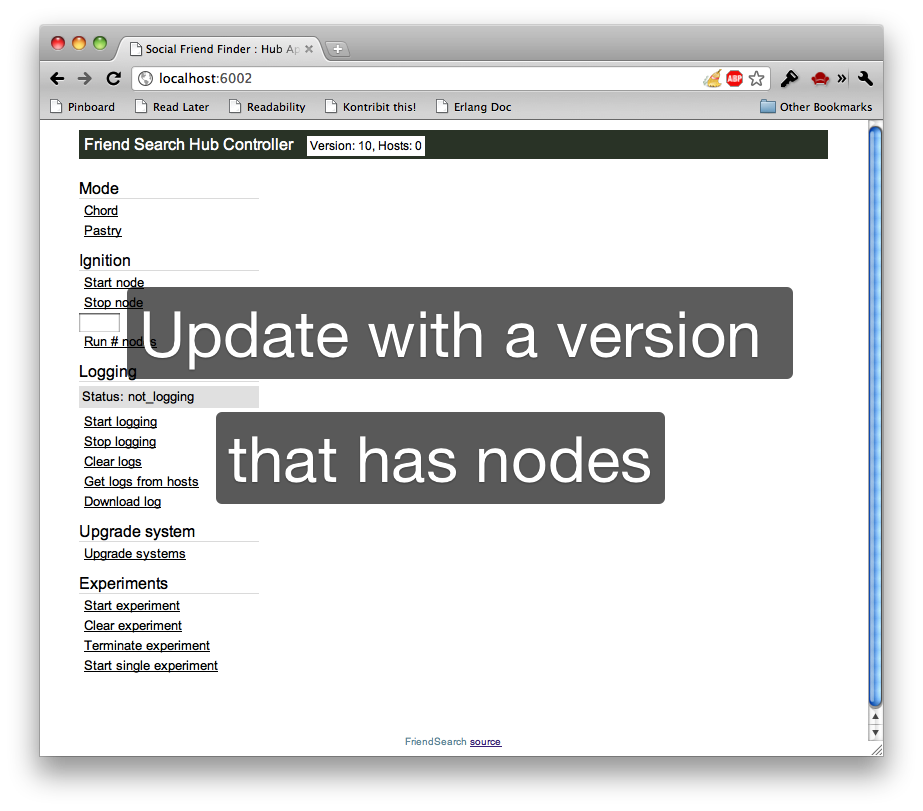 Social Friend Finder : Hub Ap
localhost:6002
ABP
Pinboard Read Later Readability Kontribit this! Erlang Doc Other Bookmarks
Friend Search Hub Controller Version: 10, Hosts: 0
Mode
Chord
Pastry
Ignition
Start node
Stop node
Run # nodes
Update with a version
that has nodes
Logging
Status: not_logging
Start logging
Stop logging
Clear logs
Get logs from hosts
Download log
Upgrade system
Upgrade systems
Experiments
Start experiment
Clear experiment
Terminate experiment
Start single experiment
FriendSearch source